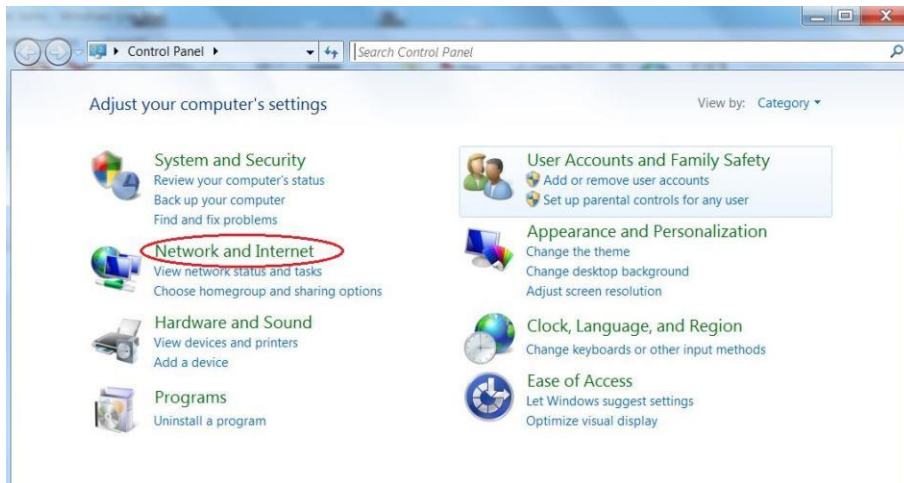 Control Panel
Search Control Panel
Adjust your computer's settings
View by: Category
System and Security
Review your computer's status
Back up your computer
Find and fix problems
Network and Internet
View network status and tasks
Choose homegroup and sharing options
Hardware and Sound
View devices and printers
Add a device
Programs
Uninstall a program
User Accounts and Family Safety
Add or remove user accounts
Set up parental controls for any user
Appearance and Personalization
Change the theme
Change desktop background
Adjust screen resolution
Clock, Language, and Region
Change keyboards or other input methods
Ease of Access
Let Windows suggest settings
Optimize visual display